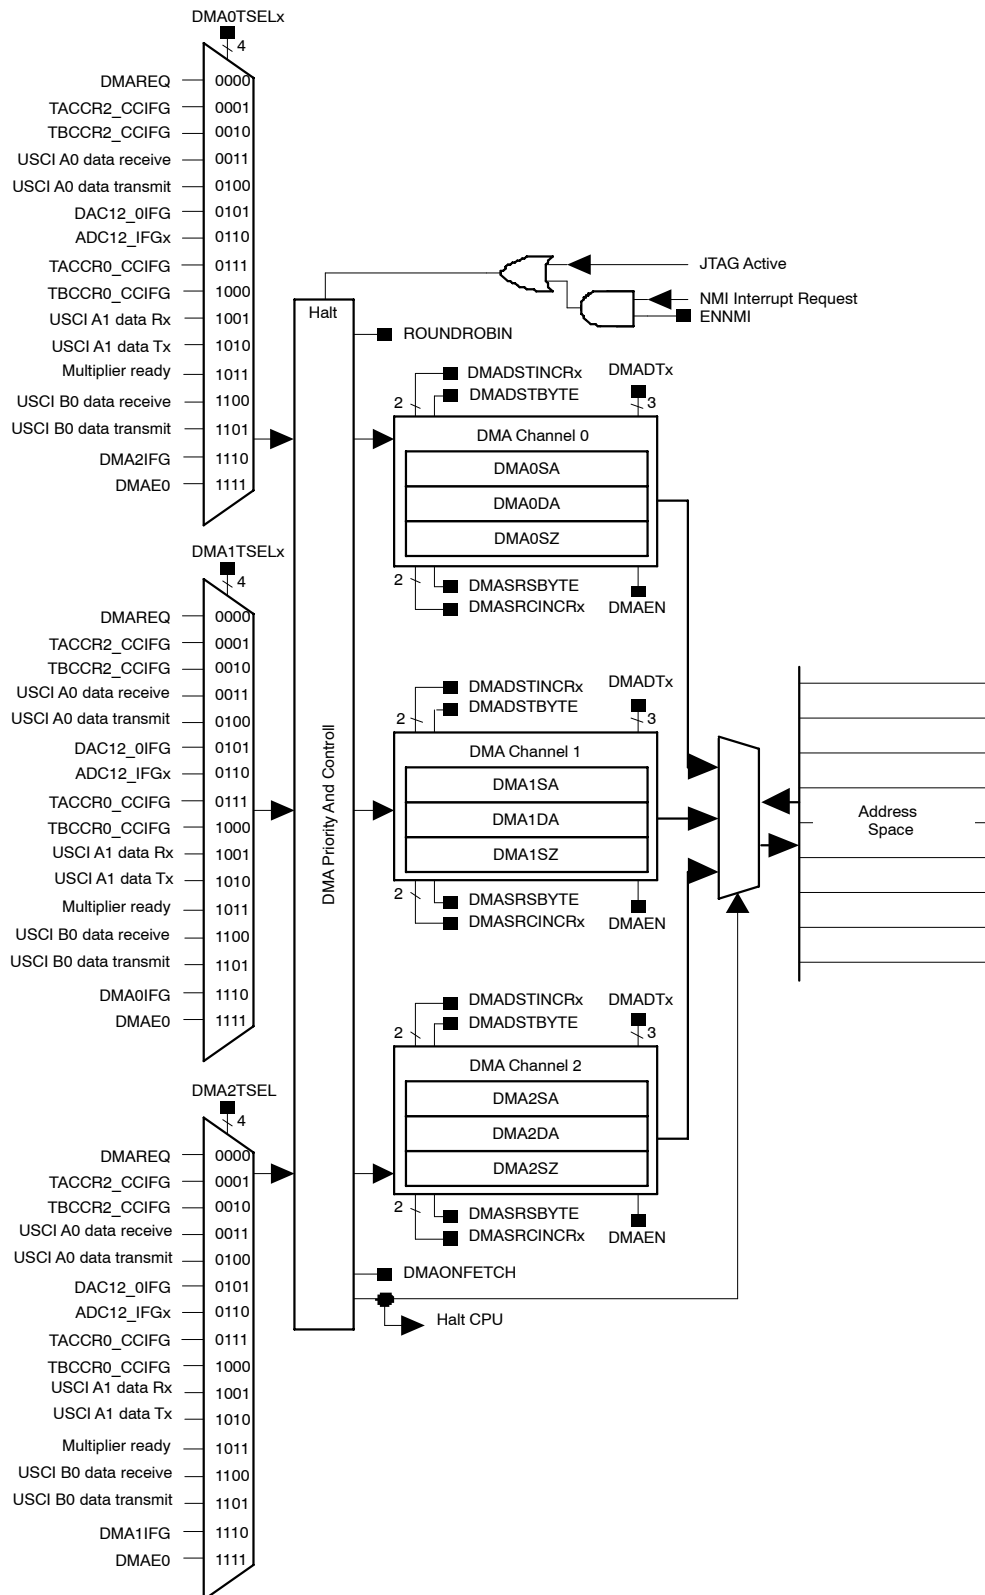 DMA0TSELx
4
DMAREQ 0000
TACCR2_CCIFG 0001
TBCCR2_CCIFG 0010
USCI A0 data receive 0011
USCI A0 data transmit 0100
DAC12_0IFG 0101
ADC12_IFGx 0110
TACCR0_CCIFG 0111
TBCCR0_CCIFG 1000
USCI A1 data Rx 1001
USCI A1 data Tx 1010
Multiplier ready 1011
USCI B0 data receive 1100
USCI B0 data transmit 1101
DMA2IFG 1110
DMAE0 1111
JTAG Active
NMI Interrupt Request
ENNMI
Halt
ROUNDROBIN
DMADSTINCRx
DMADTx
2
DMADSTBYTE
3
DMA Channel 0
DMA0SA
DMA0DA
DMA0SZ
2
DMASRSBYTE
DMASRCINCRx
DMAEN
DMA1TSELx
4
DMAREQ 0000
TACCR2_CCIFG 0001
TBCCR2_CCIFG 0010
USCI A0 data receive 0011
USCI A0 data transmit 0100
DAC12_0IFG 0101
ADC12_IFGx 0110
TACCR0_CCIFG 0111
TBCCR0_CCIFG 1000
USCI A1 data Rx 1001
USCI A1 data Tx 1010
Multiplier ready 1011
USCI B0 data receive 1100
USCI B0 data transmit 1101
DMA0IFG 1110
DMAE0 1111
DMA Priority And Controll
DMADSTINCRx
DMADTx
2
DMADSTBYTE
3
DMA Channel 1
DMA1SA
DMA1DA
DMA1SZ
2
DMASRSBYTE
DMASRCINCRx
DMAEN
Address
Space
DMA2TSEL
4
DMAREQ 0000
TACCR2_CCIFG 0001
TBCCR2_CCIFG 0010
USCI A0 data receive 0011
USCI A0 data transmit 0100
DAC12_0IFG 0101
ADC12_IFGx 0110
TACCR0_CCIFG 0111
TBCCR0_CCIFG 1000
USCI A1 data Rx 1001
USCI A1 data Tx 1010
Multiplier ready 1011
USCI B0 data receive 1100
USCI B0 data transmit 1101
DMA1IFG 1110
DMAE0 1111
DMADSTINCRx
DMADTx
2
DMADSTBYTE
3
DMA Channel 2
DMA2SA
DMA2DA
DMA2SZ
2
DMASRSBYTE
DMASRCINCRx
DMAEN
DMAONFETCH
Halt CPU